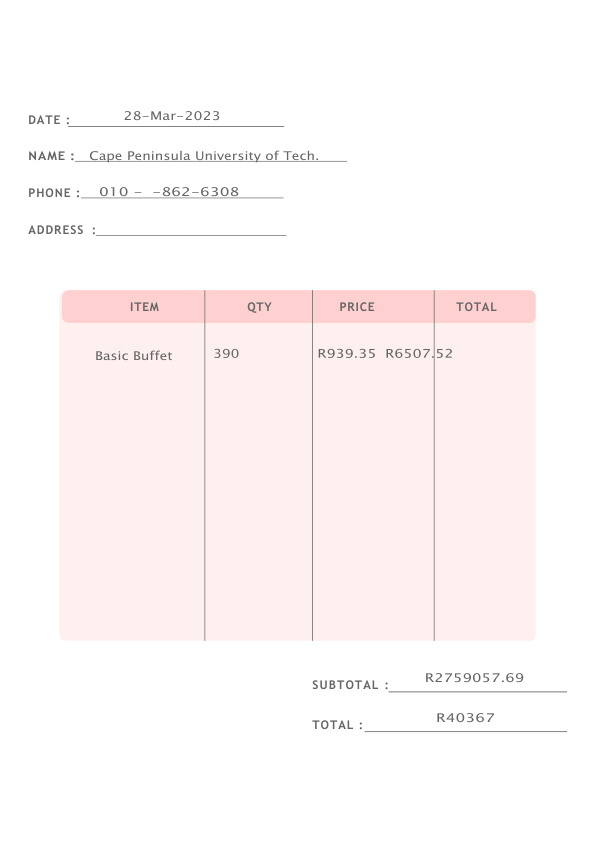 DATE : 28-Mar-2023
NAME : Cape Peninsula University of Tech.
PHONE : 010 - -862-6308
ADDRESS :
ITEM QTY PRICE TOTAL
Basic Buffet 390 R939.35 R6507.52
SUBTOTAL : R2759057.69
TOTAL : R40367